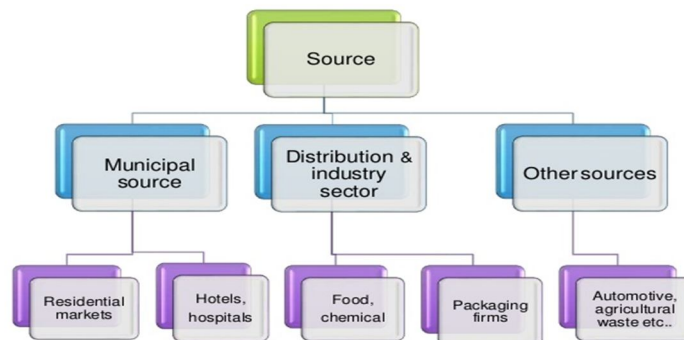 Source
Municipal
source
Distribution &
industry
sector
Other sources
Residential
markets
Hotels,
hospitals
Food,
chemical
Packaging
firms
Automotive,
agricultural
waste etc..